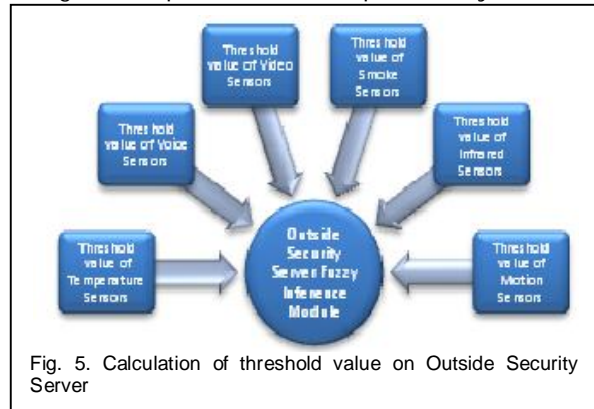 Threshold
value of Video
Sensors
Threshold
value of
Smoke
Sensors
Threshold
value of Voice
Sensors
Threshold
value of
Infrared
Sensors
Threshold
value of
Temperature
Sensors
Outside
Security
Server Fuzzy
Inference
Module
Threshold
value of
Motion
Sensors
Fig. 5. Calculation of threshold value on Outside Security
Server